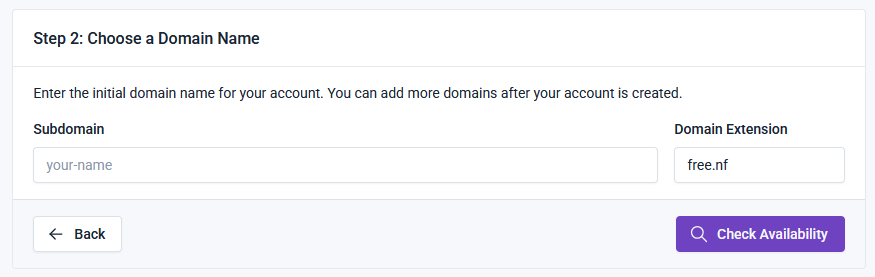 Step 2: Choose a Domain Name
Enter the initial domain name for your account. You can add more domains after your account is created.
Subdomain
Domain Extension
your-name
free.nf
Back
Check Availability